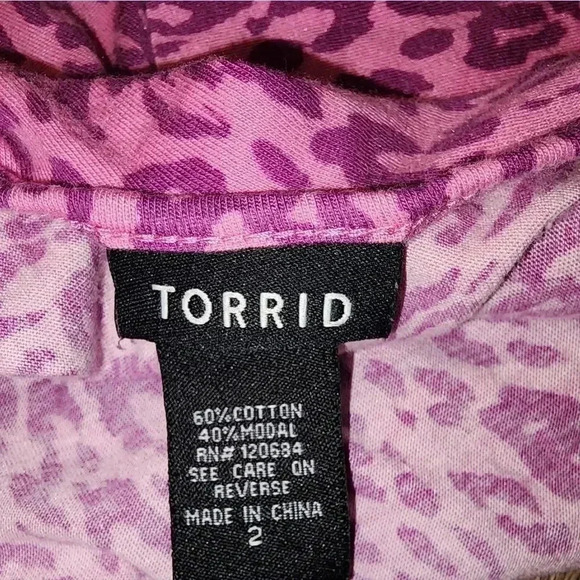 TORRID
60%COTTON
40%MODAL
RN# 120684
SEE CARE ON
REVERSE
MADE IN CHINA
2